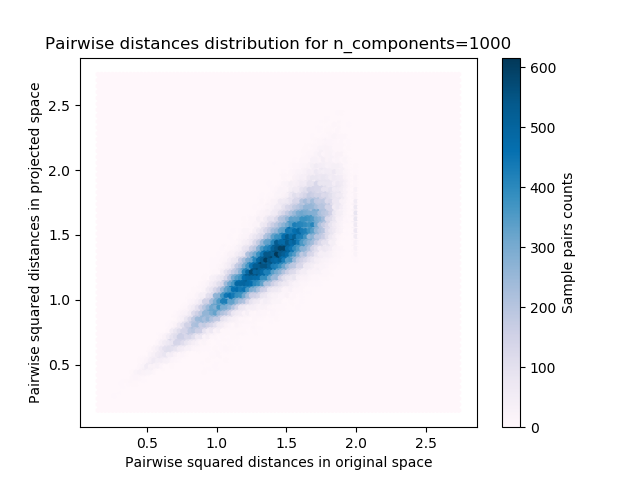 Pairwise distances distribution for n_components=1000
Pairwise squared distances in projected space
2.5
2.0
1.5
1.0
0.5
0.5 1.0 1.5 2.0 2.5
Pairwise squared distances in original space
600
500
400
300
200
100
0
Sample pairs counts